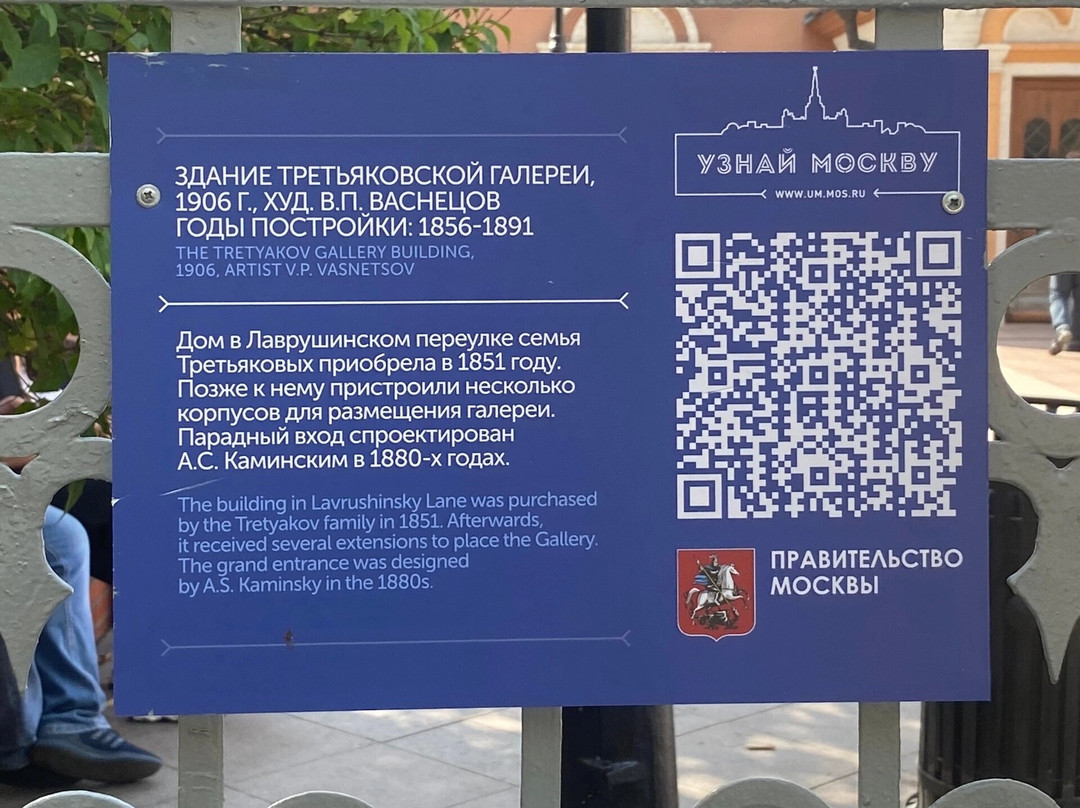 ЗДАНИЕ ТРЕТЬЯКОВСКОЙ ГАЛЕРЕИ,
1906 Г., ХУД. В.П. ВАСНЕЦОВ
ГОДЫ ПОСТРОЙКИ: 1856-1891
THE TRETYAKOV GALLERY BUILDING,
1906, ARTIST V.P. VASNETSOV
Дом в Лаврушинском переулке семья
Третьяковых приобрела в 1851 году.
Позже к нему пристроили несколько
корпусов для размещения галереи.
Парадный вход спроектирован
А.С. Каминским в 1880-х годах.
The building in Lavrushinsky Lane was purchased
by the Tretyakov family in 1851. Afterwards,
it received several extensions to place the Gallery.
The grand entrance was designed
by A.S. Kaminsky in the 1880s.
УЗНАЙ МОСКВУ
WWW.UM.MOS.RU
ПРАВИТЕЛЬСТВО
МОСКВЫ